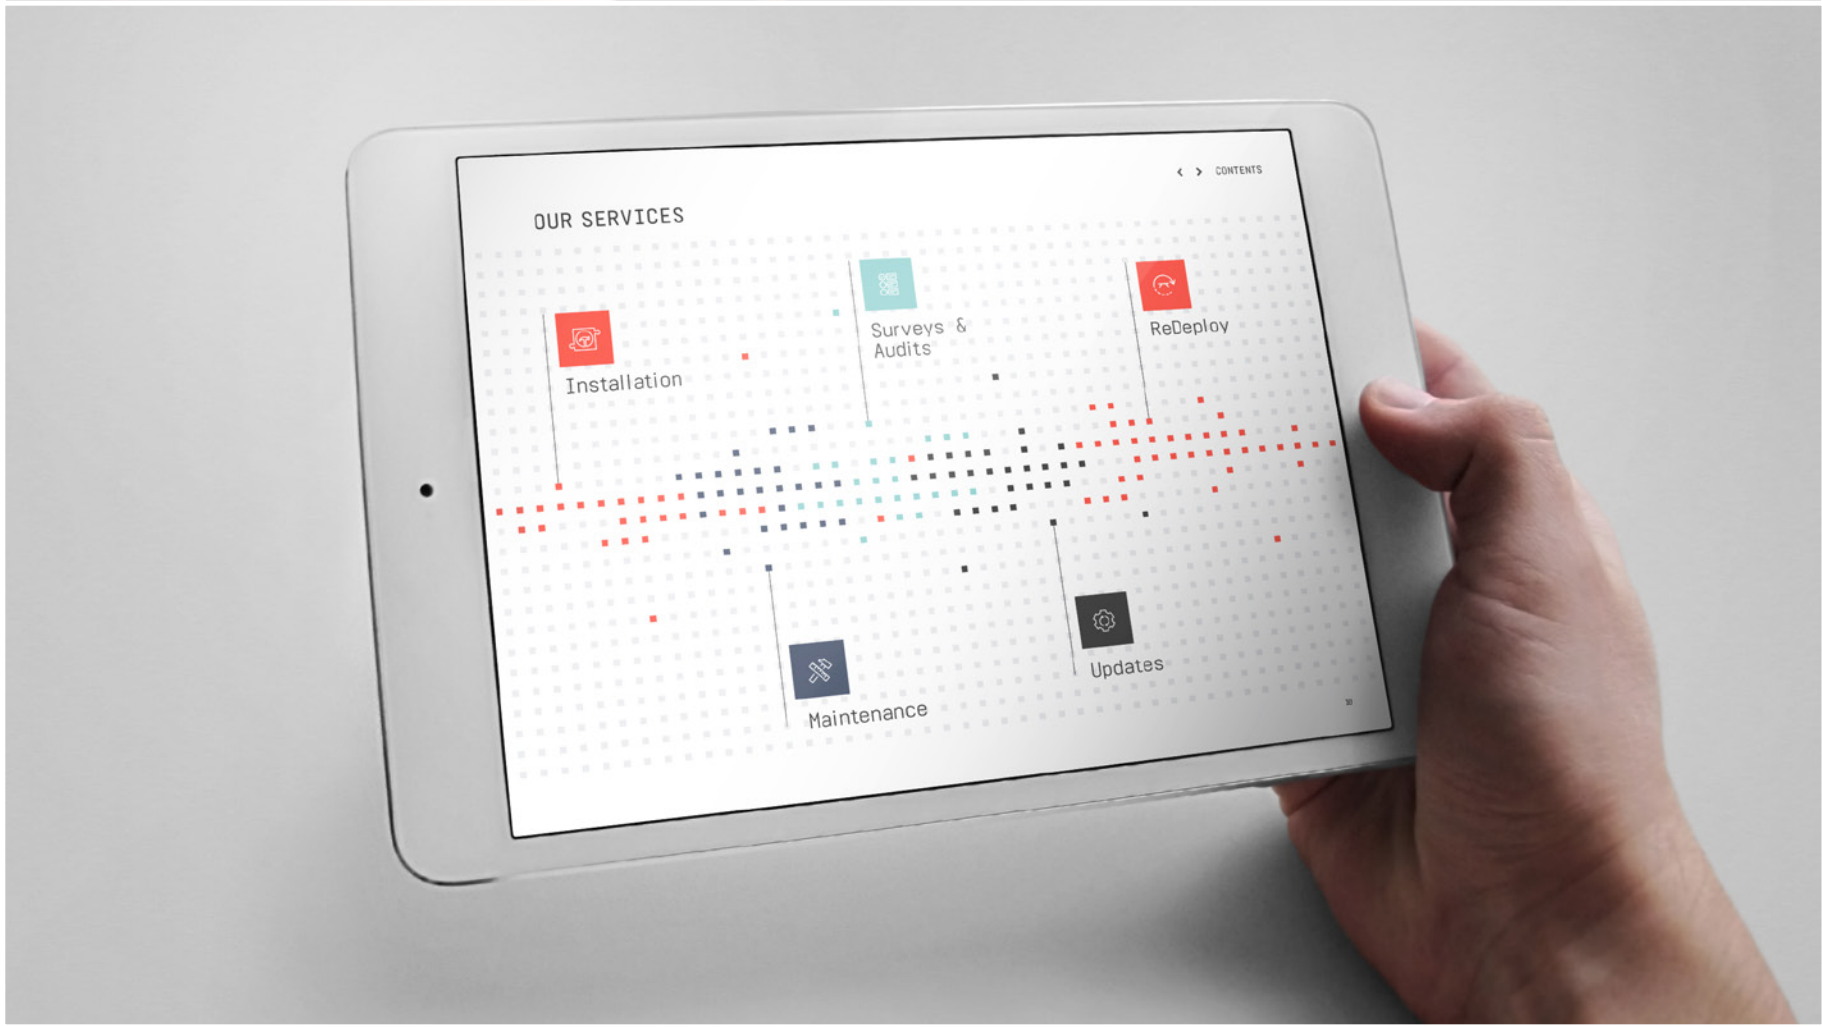 < > CONTENTS
OUR SERVICES
Installation
Surveys &
Audits
ReDeploy
Maintenance
Updates